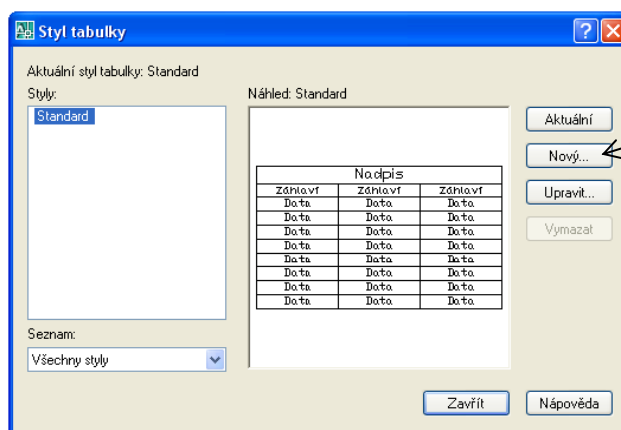 Styl tabulky
Aktuální styl tabulky: Standard
Styly:
Náhled: Standard
Standard
Aktuální
Nový...
Upravit...
Vymazat
Nadpis
Záhlaví Záhlaví Záhlaví
Data Data Data
Data Data Data
Data Data Data
Data Data Data
Data Data Data
Data Data Data
Data Data Data
Data Data Data
Seznam:
Všechny styly
Zavřít
Nápověda